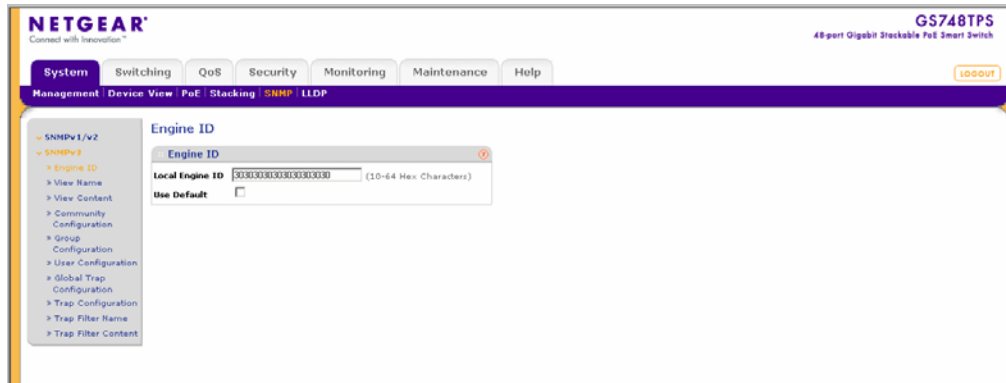 NETGEAR
Connect with Innovation™
GS748TPS
48-port Gigabit Stackable PoE Smart Switch
System Switching QoS Security Monitoring Maintenance Help
LOGOUT
Management Device View PoE Stacking SNMP LLDP
SNMPv1/v2
SNMPv3
Engine ID
View Name
View Content
Community
Configuration
Group
Configuration
User Configuration
Global Trap
Configuration
Trap Configuration
Trap Filter Name
Trap Filter Content
Engine ID
Engine ID
Local Engine ID (10-64 Hex Characters)
Use Default